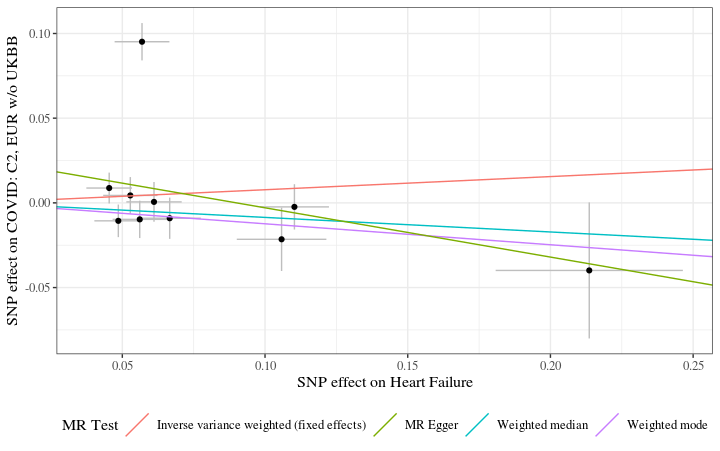 SNP effect on COVID: C2, EUR w/o UKBB
0.10
0.05
0.00
-0.05
0.05 0.10 0.15 0.20 0.25
SNP effect on Heart Failure
MR Test Inverse variance weighted (fixed effects) MR Egger Weighted median Weighted mode